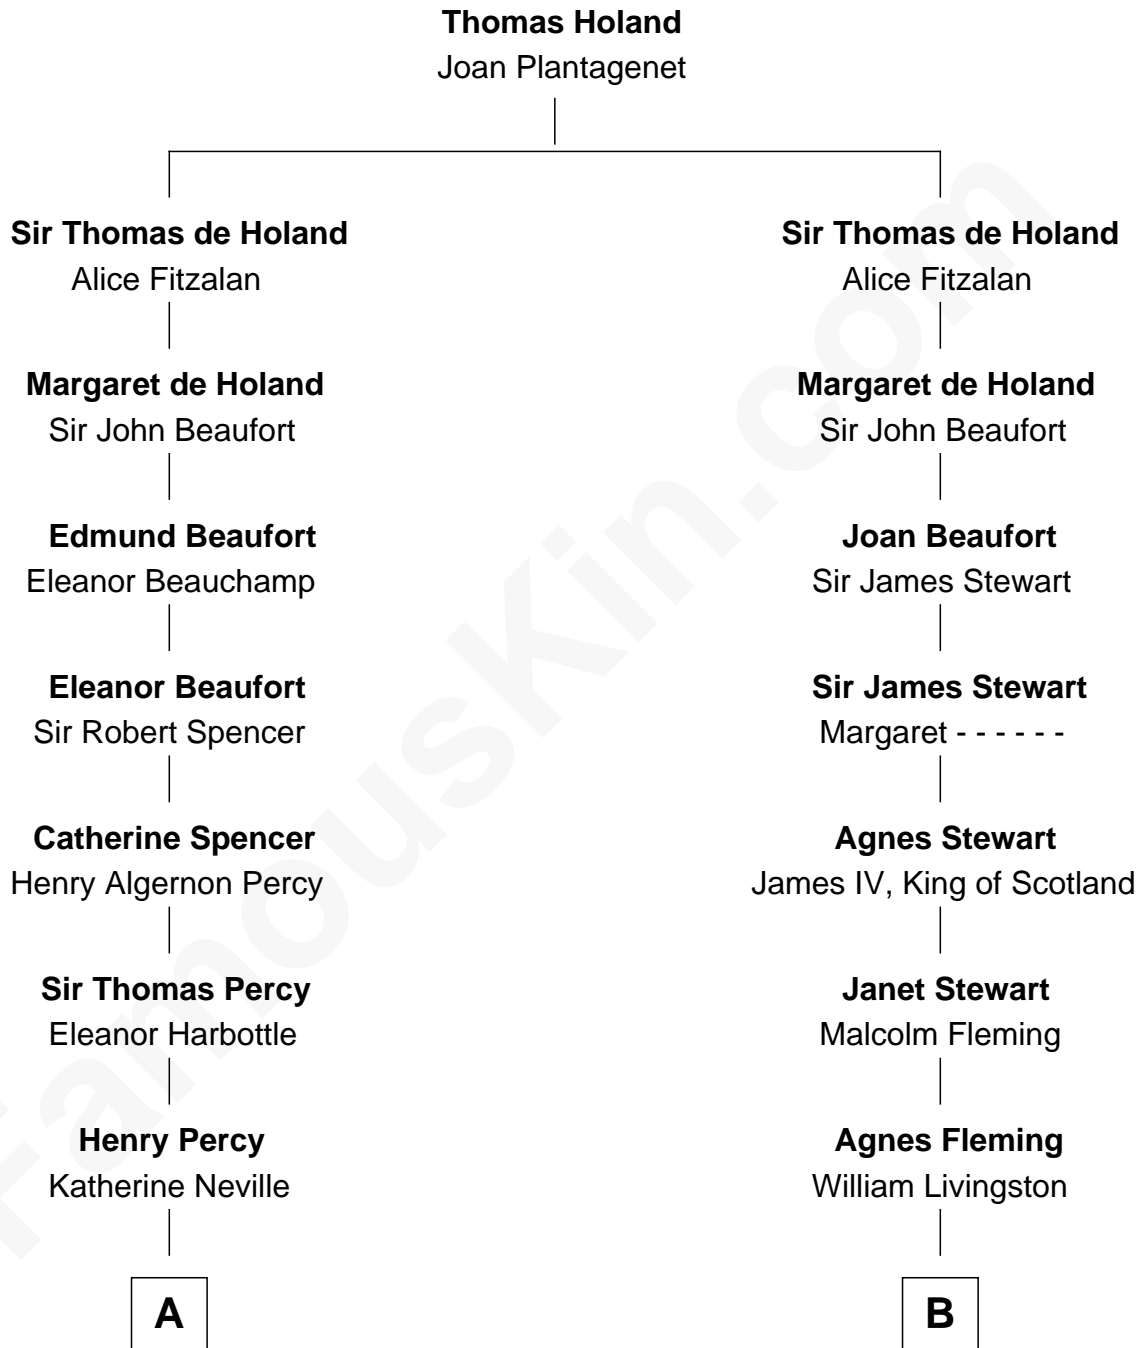 Thomas Holand
Joan Plantagenet
Sir Thomas de Holand
Alice Fitzalan
Margaret de Holand
Sir John Beaufort
Edmund Beaufort
Eleanor Beauchamp
Eleanor Beaufort
Sir Robert Spencer
Catherine Spencer
Henry Algernon Percy
Sir Thomas Percy
Eleanor Harbottle
Henry Percy
Katherine Neville
A
Sir Thomas de Holand
Alice Fitzalan
Margaret de Holand
Sir John Beaufort
Joan Beaufort
Sir James Stewart
Sir James Stewart
Margaret - - - - - -
Agnes Stewart
James IV, King of Scotland
Janet Stewart
Malcolm Fleming
Agnes Fleming
William Livingston
B
FamousKin.com